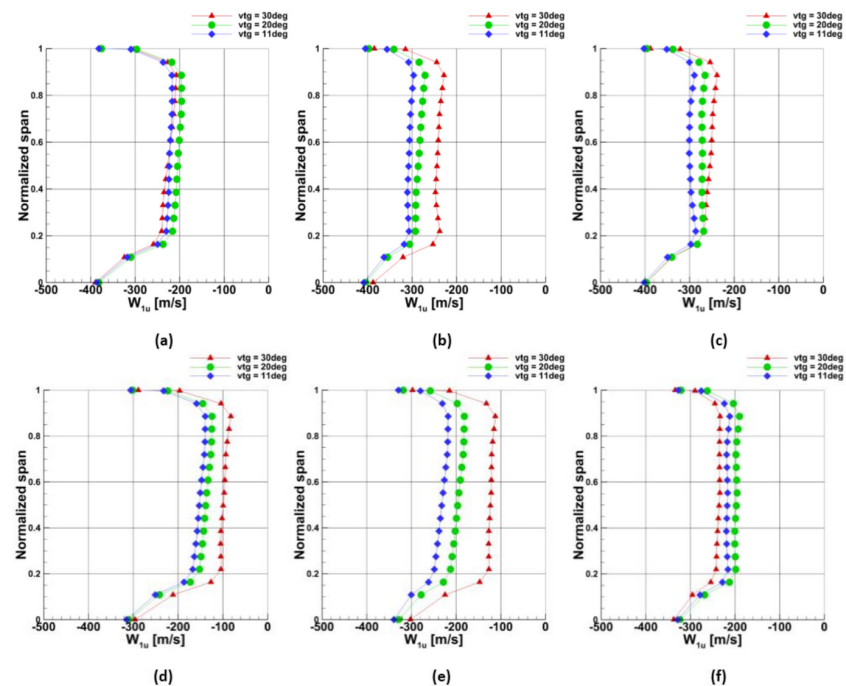 vtg = 30deg
vtg = 20deg
vtg = 11deg
1
0.8
0.6
0.4
0.2
0
Normalized span
-500 -400 -300 -200 -100 0
W1u [m/s]
(a)
vtg = 30deg
vtg = 20deg
vtg = 11deg
1
0.8
0.6
0.4
0.2
0
Normalized span
-500 -400 -300 -200 -100 0
W1u [m/s]
(b)
vtg = 30deg
vtg = 20deg
vtg = 11deg
1
0.8
0.6
0.4
0.2
0
Normalized span
-500 -400 -300 -200 -100 0
W1u [m/s]
(c)
vtg = 30deg
vtg = 20deg
vtg = 11deg
1
0.8
0.6
0.4
0.2
0
Normalized span
-500 -400 -300 -200 -100 0
W1u [m/s]
(d)
vtg = 30deg
vtg = 20deg
vtg = 11deg
1
0.8
0.6
0.4
0.2
0
Normalized span
-500 -400 -300 -200 -100 0
W1u [m/s]
(e)
vtg = 30deg
vtg = 20deg
vtg = 11deg
1
0.8
0.6
0.4
0.2
0
Normalized span
-500 -400 -300 -200 -100 0
W1u [m/s]
(f)